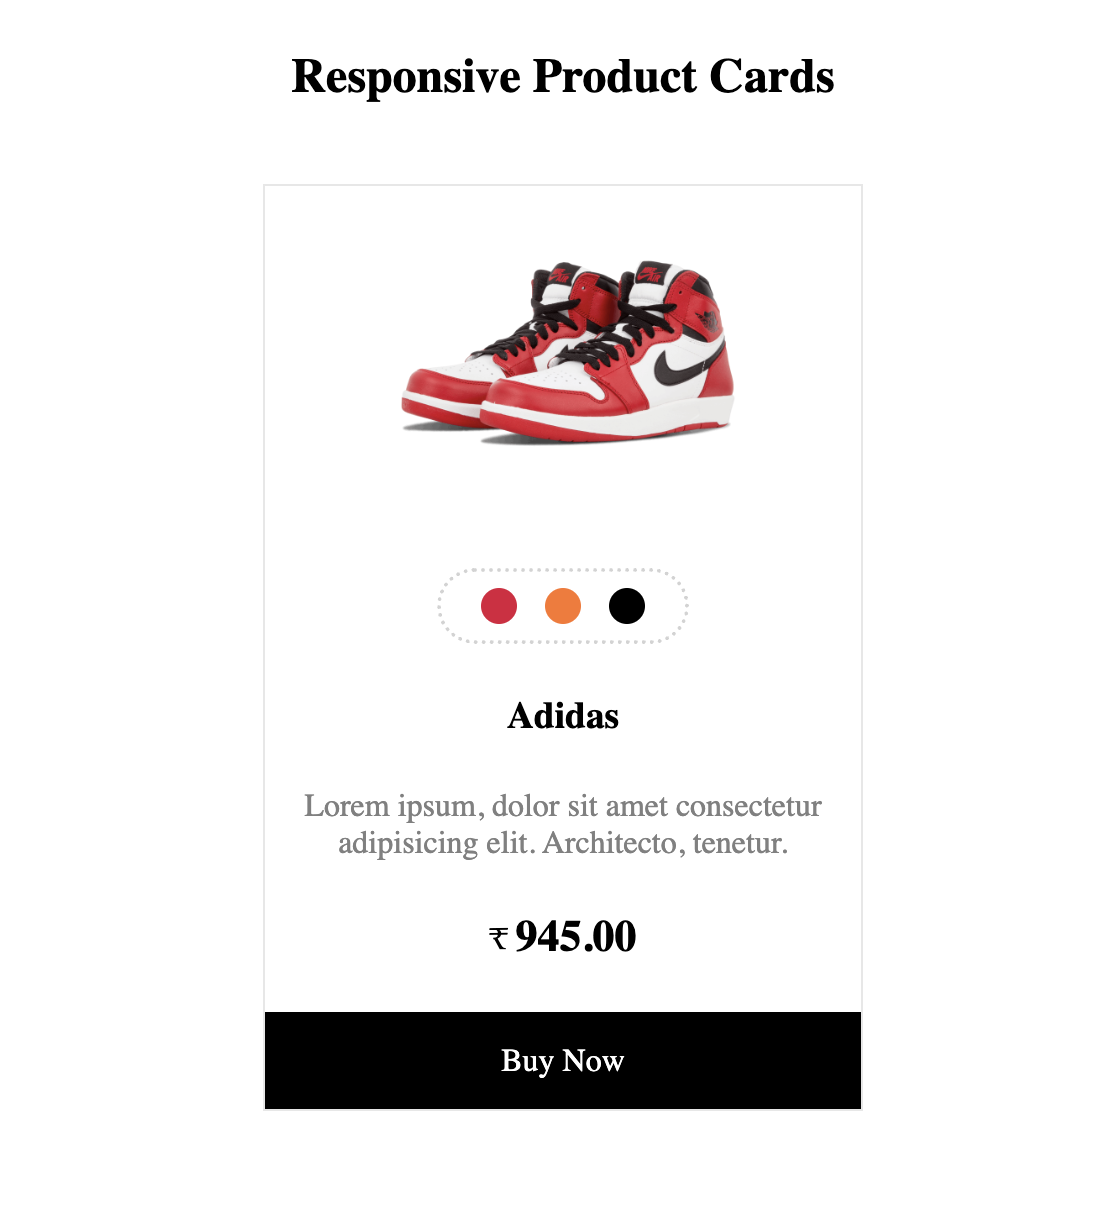 Responsive Product Cards
Adidas
Lorem ipsum, dolor sit amet consectetur
adipisicing elit. Architecto, tenetur.
₹ 945.00
Buy Now